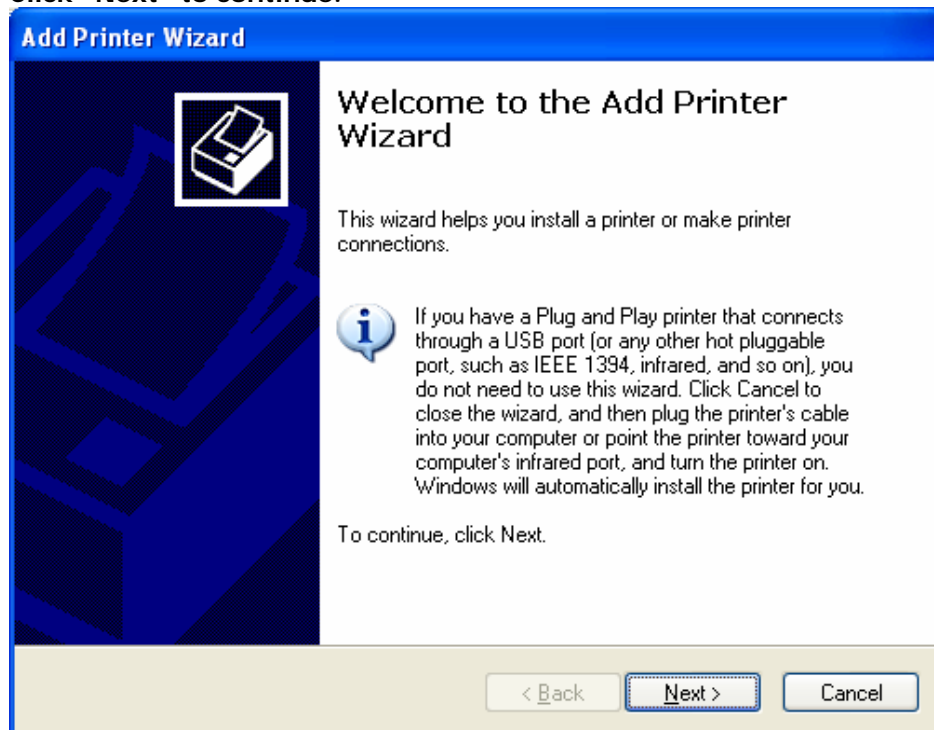 Click "Next" to continue.
Add Printer Wizard
Welcome to the Add Printer
Wizard
This wizard helps you install a printer or make printer
connections.
If you have a Plug and Play printer that connects
through a USB port (or any other hot pluggable
port, such as IEEE 1394, infrared, and so on), you
do not need to use this wizard. Click Cancel to
close the wizard, and then plug the printer's cable
into your computer or point the printer toward your
computer's infrared port, and turn the printer on.
Windows will automatically install the printer for you.
To continue, click Next.
< Back
Next >
Cancel